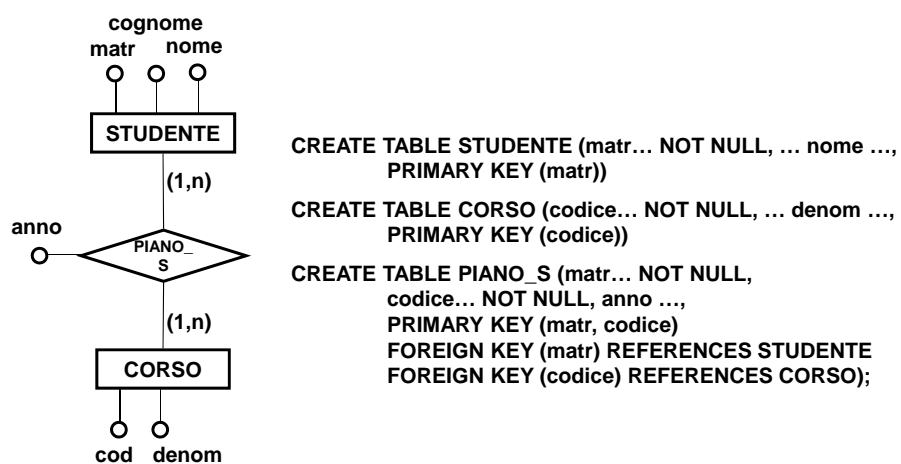 cognome
matr nome
STUDENTE
(1,n)
anno
PIANO_
S
(1,n)
CORSO
cod denom
CREATE TABLE STUDENTE (matr… NOT NULL, … nome …,
PRIMARY KEY (matr))
CREATE TABLE CORSO (codice… NOT NULL, … denom …,
PRIMARY KEY (codice))
CREATE TABLE PIANO_S (matr… NOT NULL,
codice… NOT NULL, anno …,
PRIMARY KEY (matr, codice)
FOREIGN KEY (matr) REFERENCES STUDENTE
FOREIGN KEY (codice) REFERENCES CORSO);